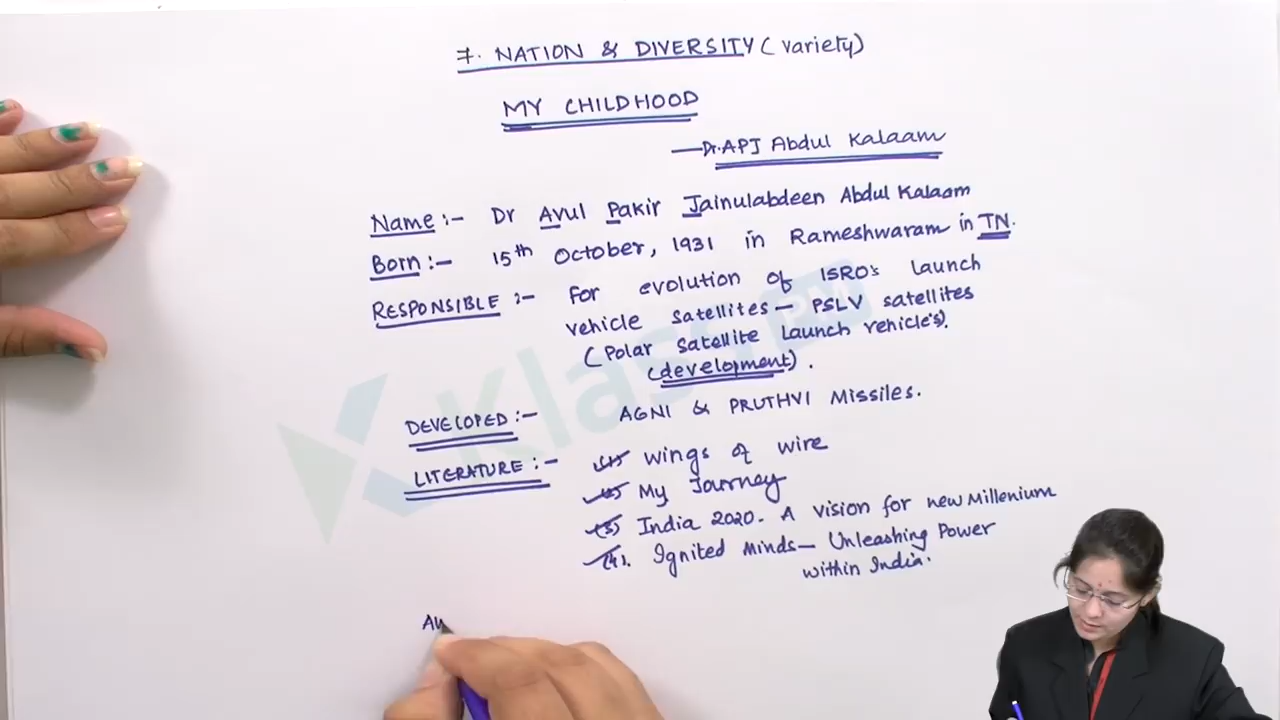 7. NATION & DIVERSITY (variety)
MY CHILDHOOD
— Dr. APJ Abdul Kalaam
Name :- Dr Avul Pakir Jainulabdeen Abdul Kalaam
Born :- 15th October, 1931 in Rameshwaram in TN.
RESPONSIBLE :- For evolution of ISRO's launch
vehicle satellites - PSLV satellites
(Polar Satellite Launch vehicle's).
(development).
DEVELOPED :- AGNI & PRUTHVI Missiles.
LITERATURE :- (1) Wings of wire
(2) My Journey
(3) India 2020 - A vision for new Millenium
(4). Ignited Minds - Unleashing Power
within India.
Aw
Klass PM